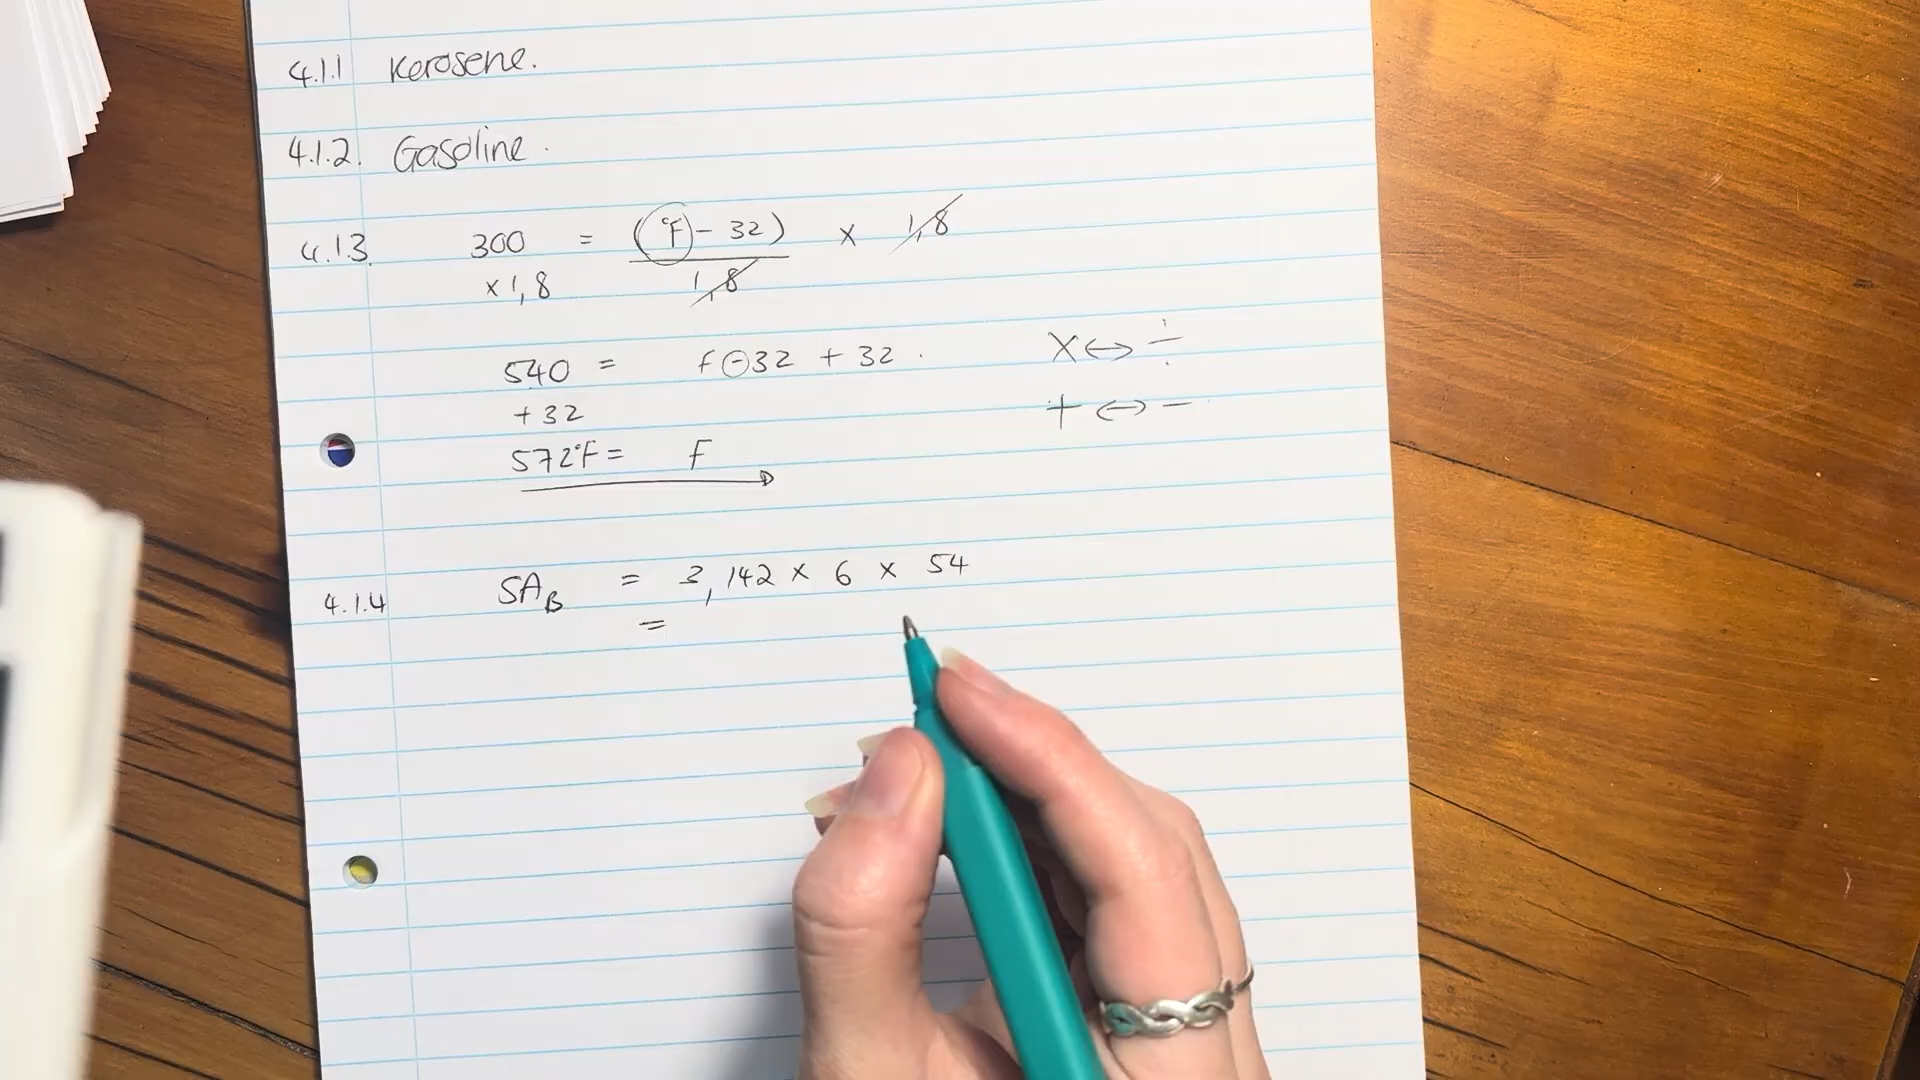 4.1.1 Kerosene.
4.1.2. Gasoline.
4.1.3. 300 = (°F - 32) × 1,8
× 1,8 1,8
540 = f - 32 + 32.
× ↔ ÷
+ 32
+ ↔ -
572°F = F
4.1.4 SAB = 3,142 × 6 × 54
=